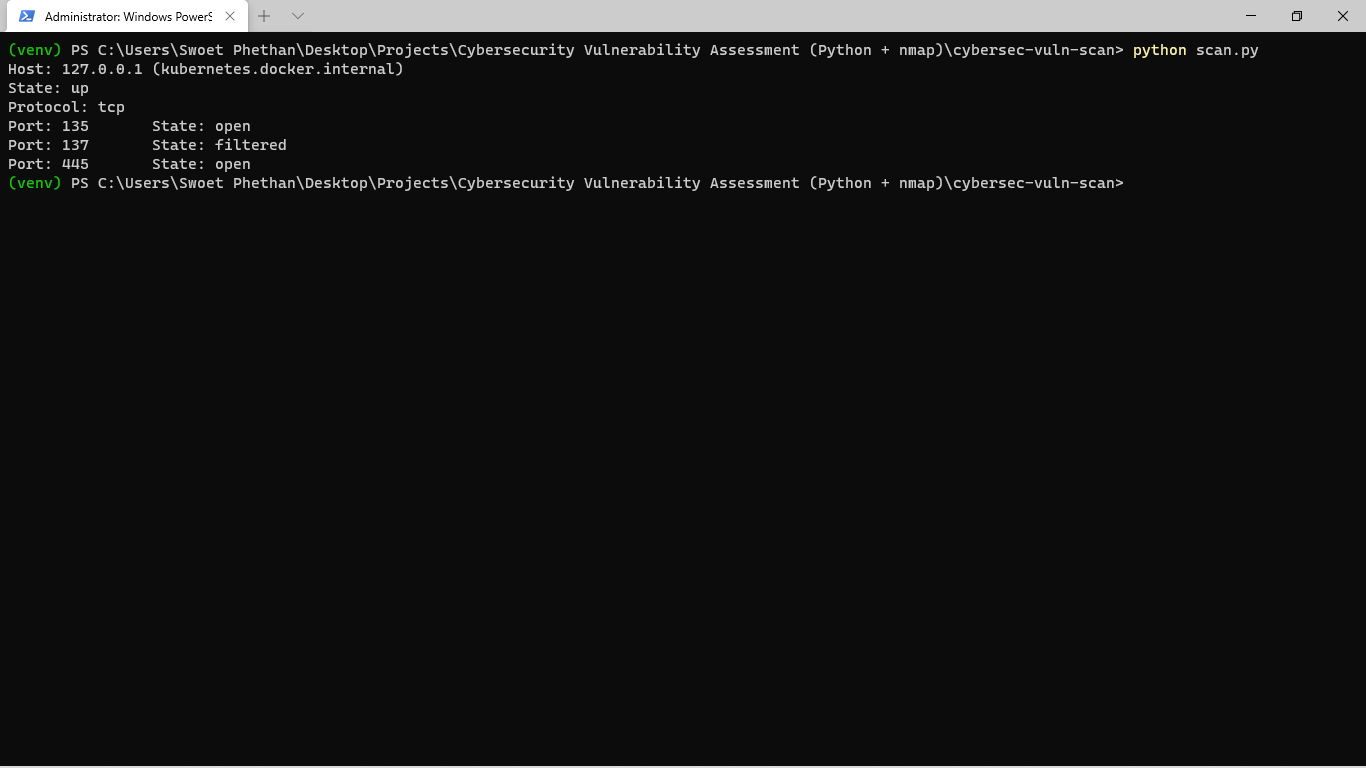 Administrator: Windows PowerS
(venv) PS C:\Users\Swoet Phethan\Desktop\Projects\Cybersecurity Vulnerability Assessment (Python + nmap)\cybersec-vuln-scan> python scan.py
Host: 127.0.0.1 (kubernetes.docker.internal)
State: up
Protocol: tcp
Port: 135       State: open
Port: 137       State: filtered
Port: 445       State: open
(venv) PS C:\Users\Swoet Phethan\Desktop\Projects\Cybersecurity Vulnerability Assessment (Python + nmap)\cybersec-vuln-scan>